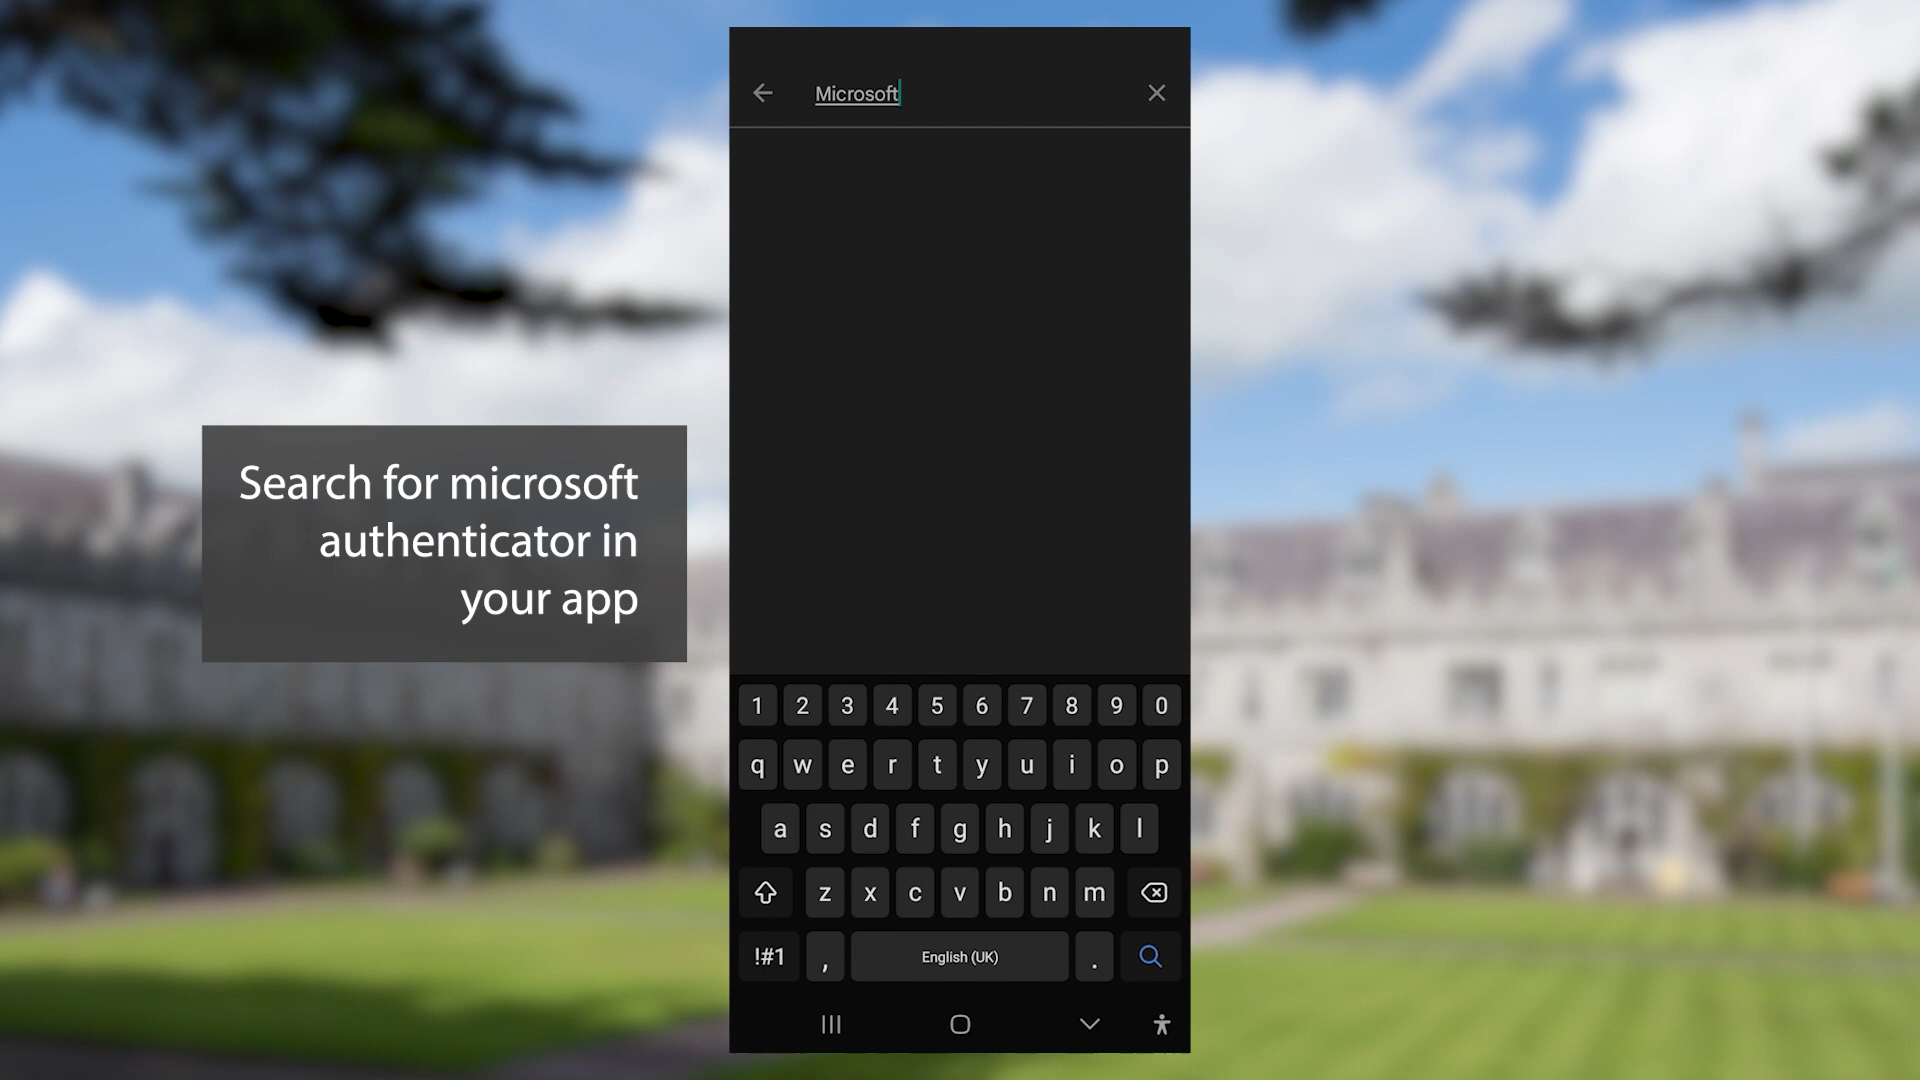 Microsoft
Search for microsoft
authenticator in
your app
1 2 3 4 5 6 7 8 9 0
q w e r t y u i o p
a s d f g h j k l
z x c v b n m
!#1 , English (UK) .